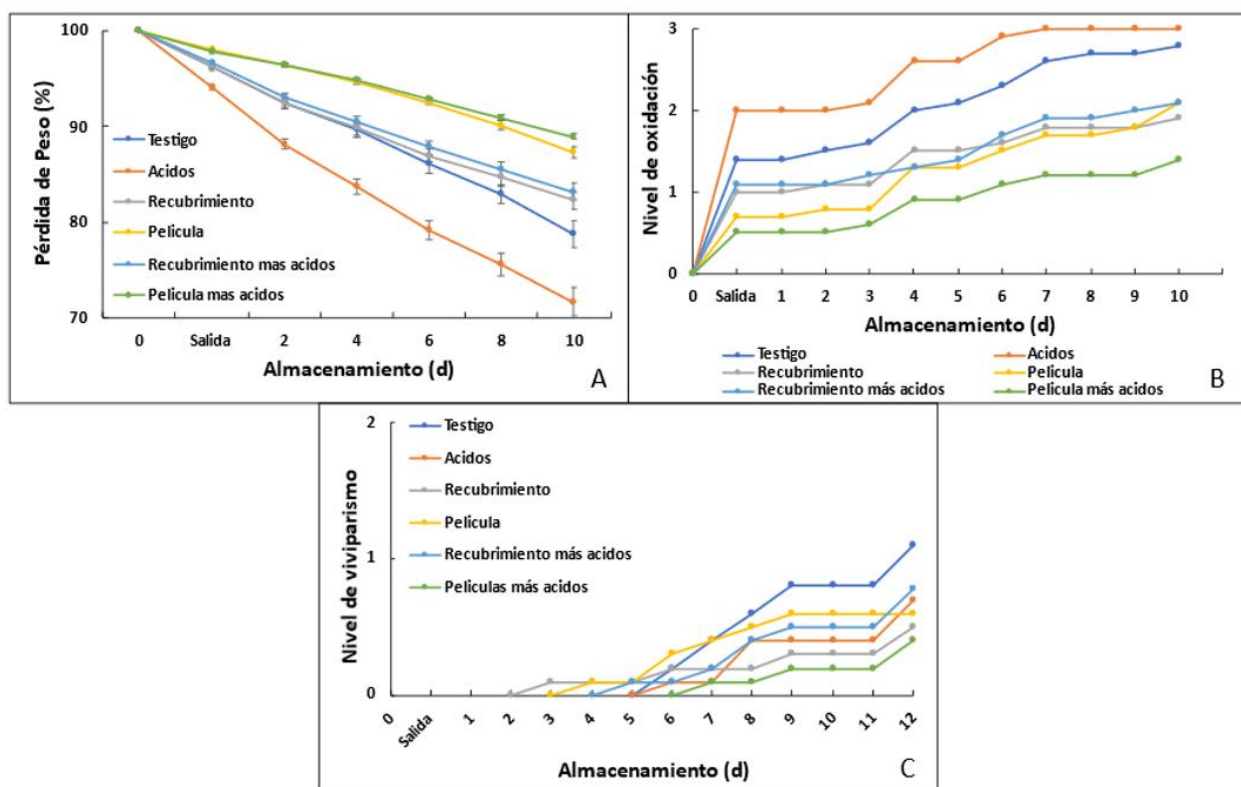 100
90
80
70
Pérdida de Peso (%)
Testigo
Acidos
Recubrimiento
Pelicula
Recubrimiento mas acidos
Pelicula mas acidos
0 Salida 2 4 6 8 10
Almacenamiento (d)
A
3
2
1
0
Nivel de oxidación
0 Salida 1 2 3 4 5 6 7 8 9 10
Almacenamiento (d)
Testigo Acidos
Recubrimiento Pelicula
Recubrimiento más acidos Pelicula más acidos
B
2
1
0
Nivel de viviparismo
Testigo
Acidos
Recubrimiento
Pelicula
Recubrimiento más acidos
Peliculas más acidos
0 Salida 1 2 3 4 5 6 7 8 9 10 11 12
Almacenamiento (d)
C